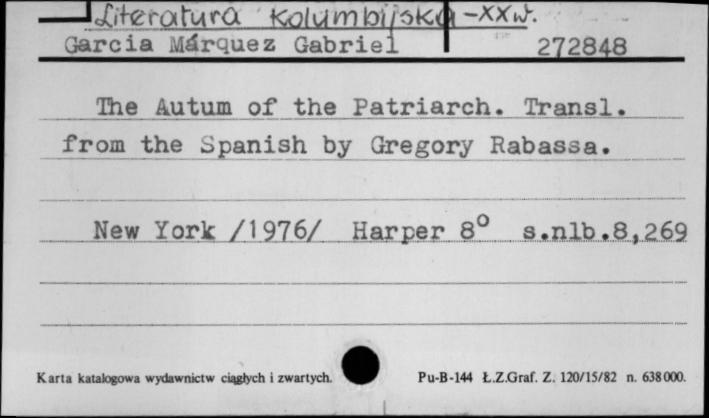 Literatura Kolumbijska -XXw.
Garcia Márquez Gabriel 272848
The Autum of the Patriarch. Transl.
from the Spanish by Gregory Rabassa.
New York /1976/ Harper 8° s.nlb.8,269
Karta katalogowa wydawnictw ciągłych i zwartych. Pu-B-144 Ł.Z.Graf. Z. 120/15/82 n. 638000.